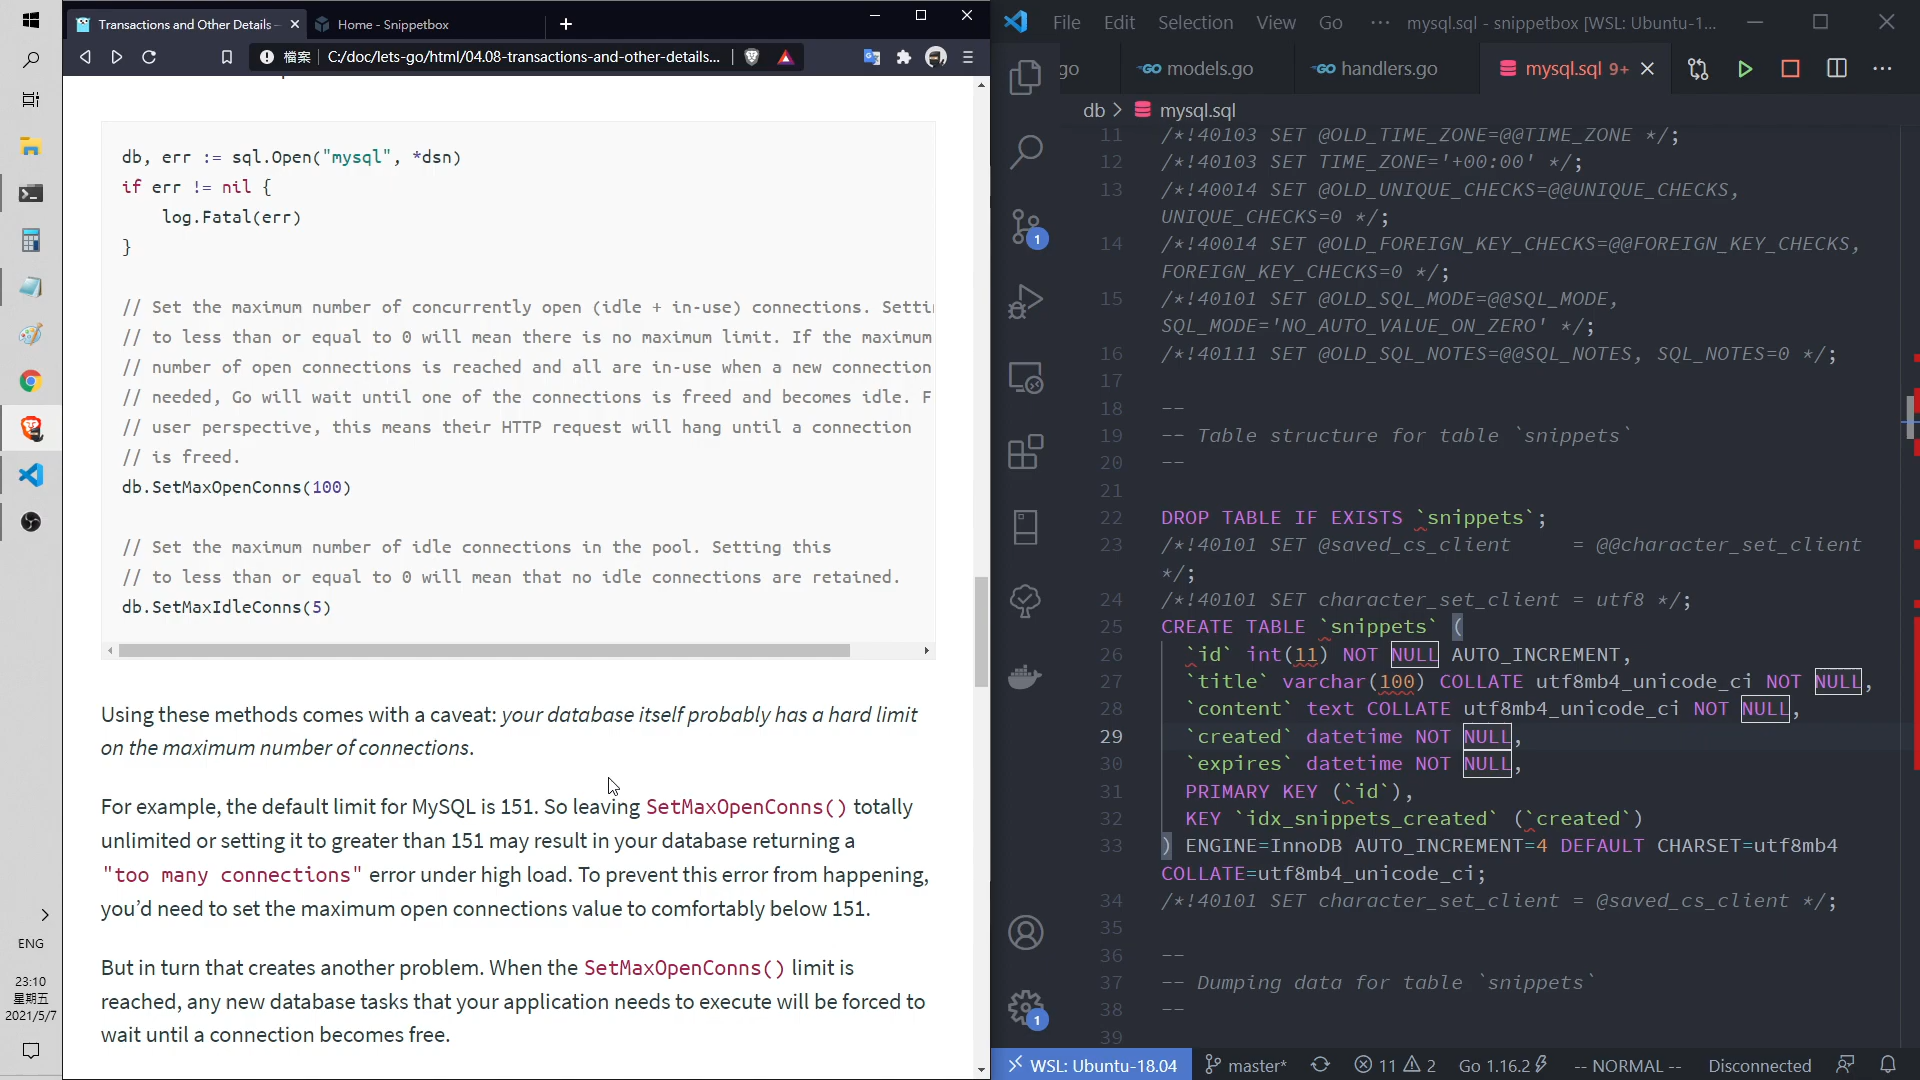 Transactions and Other Details
Home - Snippetbox
檔案
C:/doc/lets-go/html/04.08-transactions-and-other-details...
db, err := sql.Open("mysql", *dsn)
if err != nil {
log.Fatal(err)
}
// Set the maximum number of concurrently open (idle + in-use) connections. Setti
// to less than or equal to 0 will mean there is no maximum limit. If the maximum
// number of open connections is reached and all are in-use when a new connection
// needed, Go will wait until one of the connections is freed and becomes idle. F
// user perspective, this means their HTTP request will hang until a connection
// is freed.
db.SetMaxOpenConns(100)
// Set the maximum number of idle connections in the pool. Setting this
// to less than or equal to 0 will mean that no idle connections are retained.
db.SetMaxIdleConns(5)
Using these methods comes with a caveat: your database itself probably has a hard limit
on the maximum number of connections.
For example, the default limit for MySQL is 151. So leaving SetMaxOpenConns() totally
unlimited or setting it to greater than 151 may result in your database returning a
"too many connections" error under high load. To prevent this error from happening,
you’d need to set the maximum open connections value to comfortably below 151.
But in turn that creates another problem. When the SetMaxOpenConns() limit is
reached, any new database tasks that your application needs to execute will be forced to
wait until a connection becomes free.
ENG
23:10
星期五
2021/5/7
File Edit Selection View Go ··· mysql.sql - snippetbox [WSL: Ubuntu-1...
go models.go handlers.go mysql.sql 9+
db > mysql.sql
11 /*!40103 SET @OLD_TIME_ZONE=@@TIME_ZONE */;
12 /*!40103 SET TIME_ZONE='+00:00' */;
13 /*!40014 SET @OLD_UNIQUE_CHECKS=@@UNIQUE_CHECKS,
UNIQUE_CHECKS=0 */;
14 /*!40014 SET @OLD_FOREIGN_KEY_CHECKS=@@FOREIGN_KEY_CHECKS,
FOREIGN_KEY_CHECKS=0 */;
15 /*!40101 SET @OLD_SQL_MODE=@@SQL_MODE,
SQL_MODE='NO_AUTO_VALUE_ON_ZERO' */;
16 /*!40111 SET @OLD_SQL_NOTES=@@SQL_NOTES, SQL_NOTES=0 */;
17
18 --
19 -- Table structure for table `snippets`
20 --
21
22 DROP TABLE IF EXISTS `snippets`;
23 /*!40101 SET @saved_cs_client     = @@character_set_client
*/;
24 /*!40101 SET character_set_client = utf8 */;
25 CREATE TABLE `snippets` (
26 `id` int(11) NOT NULL AUTO_INCREMENT,
27 `title` varchar(100) COLLATE utf8mb4_unicode_ci NOT NULL,
28 `content` text COLLATE utf8mb4_unicode_ci NOT NULL,
29 `created` datetime NOT NULL,
30 `expires` datetime NOT NULL,
31 PRIMARY KEY (`id`),
32 KEY `idx_snippets_created` (`created`)
33 ) ENGINE=InnoDB AUTO_INCREMENT=4 DEFAULT CHARSET=utf8mb4
COLLATE=utf8mb4_unicode_ci;
34 /*!40101 SET character_set_client = @saved_cs_client */;
35
36 --
37 -- Dumping data for table `snippets`
38 --
39
1
1
WSL: Ubuntu-18.04 master* 11 2 Go 1.16.2 -- NORMAL -- Disconnected